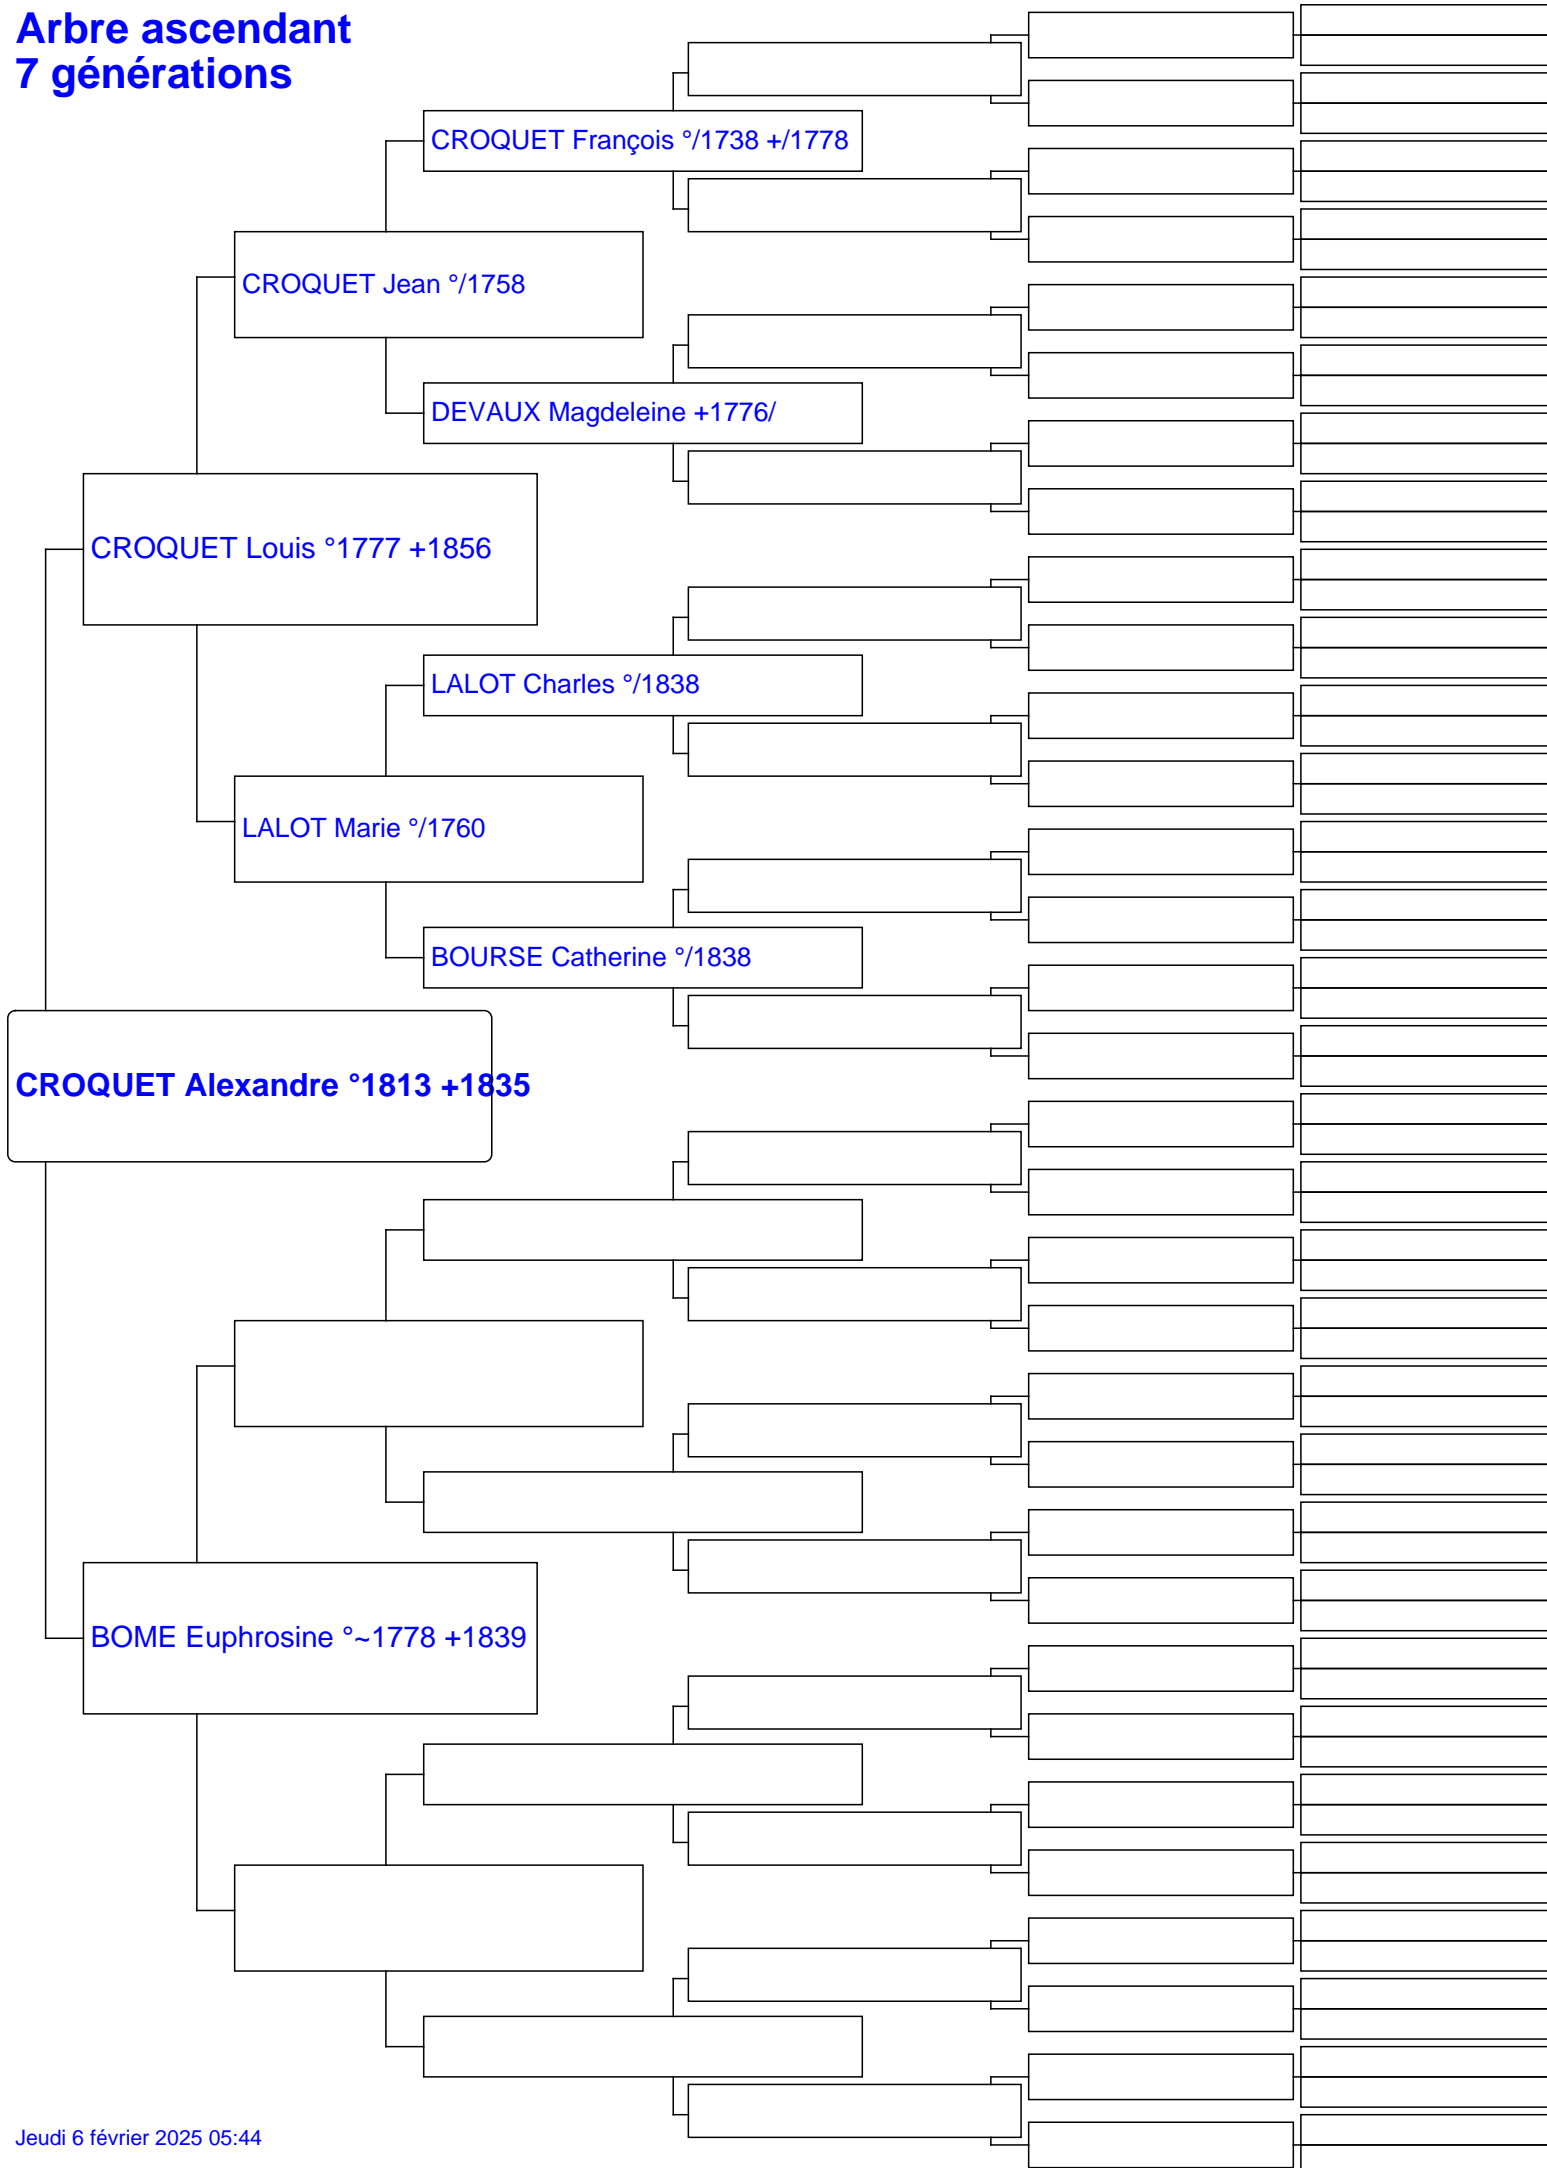 Arbre ascendant
7 générations
CROQUET François °/1738 +/1778
CROQUET Jean °/1758
DEVAUX Magdeleine +1776/
CROQUET Louis °1777 +1856
LALOT Charles °/1838
LALOT Marie °/1760
BOURSE Catherine °/1838
CROQUET Alexandre °1813 +1835
BOME Euphrosine °~1778 +1839
Jeudi 6 février 2025 05:44